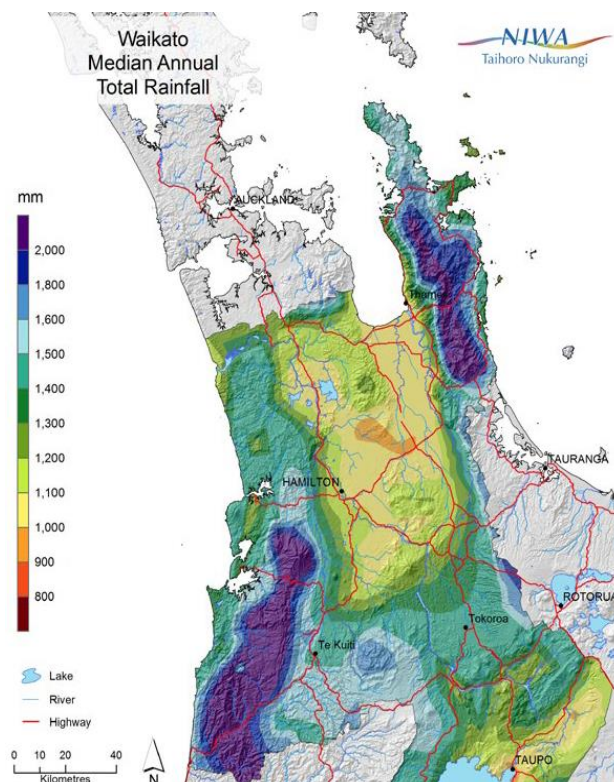 Waikato
Median Annual
Total Rainfall
NIWA
Taihoro Nukurangi
mm
2,000
1,800
1,600
1,500
1,400
1,300
1,200
1,100
1,000
900
800
AUCKLAND
Thames
TAURANGA
HAMILTON
ROTORUA
Tokoroa
Te Kuiti
TAUPO
Lake
River
Highway
0 10 20 40
Kilometres
N